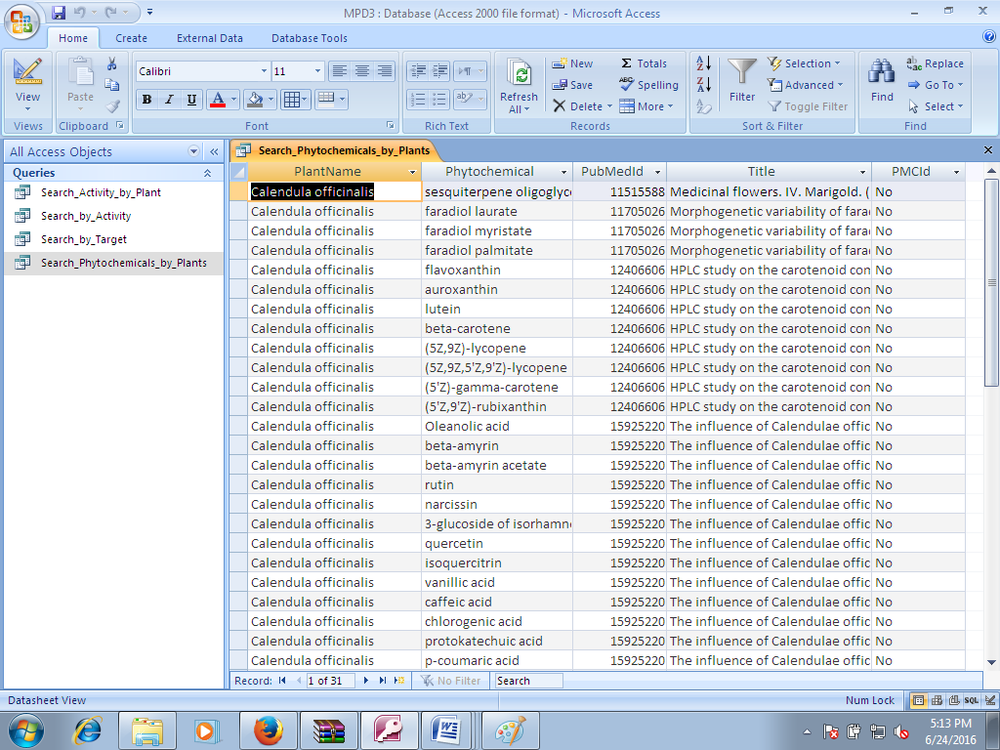 MPD3 : Database (Access 2000 file format) - Microsoft Access
Home Create External Data Database Tools
View Paste Calibri 11 Refresh All New Save Delete Totals Spelling More Filter Selection Advanced Toggle Filter Find Replace Go To Select
B I U A
Views Clipboard Font Rich Text Records Sort & Filter Find
All Access Objects
Queries
Search_Activity_by_Plant
Search_by_Activity
Search_by_Target
Search_Phytochemicals_by_Plants
Search_Phytochemicals_by_Plants
PlantName Phytochemical PubMedId Title PMCId
Calendula officinalis sesquiterpene oligoglyco 11515588 Medicinal flowers. IV. Marigold. ( No
Calendula officinalis faradiol laurate 11705026 Morphogenetic variability of fara No
Calendula officinalis faradiol myristate 11705026 Morphogenetic variability of fara No
Calendula officinalis faradiol palmitate 11705026 Morphogenetic variability of fara No
Calendula officinalis flavoxanthin 12406606 HPLC study on the carotenoid con No
Calendula officinalis auroxanthin 12406606 HPLC study on the carotenoid con No
Calendula officinalis lutein 12406606 HPLC study on the carotenoid con No
Calendula officinalis beta-carotene 12406606 HPLC study on the carotenoid con No
Calendula officinalis (5Z,9Z)-lycopene 12406606 HPLC study on the carotenoid con No
Calendula officinalis (5Z,9Z,5'Z,9'Z)-lycopene 12406606 HPLC study on the carotenoid con No
Calendula officinalis (5'Z)-gamma-carotene 12406606 HPLC study on the carotenoid con No
Calendula officinalis (5'Z,9'Z)-rubixanthin 12406606 HPLC study on the carotenoid con No
Calendula officinalis Oleanolic acid 15925220 The influence of Calendulae offic No
Calendula officinalis beta-amyrin 15925220 The influence of Calendulae offic No
Calendula officinalis beta-amyrin acetate 15925220 The influence of Calendulae offic No
Calendula officinalis rutin 15925220 The influence of Calendulae offic No
Calendula officinalis narcissin 15925220 The influence of Calendulae offic No
Calendula officinalis 3-glucoside of isorhamn 15925220 The influence of Calendulae offic No
Calendula officinalis quercetin 15925220 The influence of Calendulae offic No
Calendula officinalis isoquercitrin 15925220 The influence of Calendulae offic No
Calendula officinalis vanillic acid 15925220 The influence of Calendulae offic No
Calendula officinalis caffeic acid 15925220 The influence of Calendulae offic No
Calendula officinalis chlorogenic acid 15925220 The influence of Calendulae offic No
Calendula officinalis protokatechuic acid 15925220 The influence of Calendulae offic No
Calendula officinalis p-coumaric acid 15925220 The influence of Calendulae offic No
Record: 1 of 31 No Filter Search
Datasheet View Num Lock SQL
5:13 PM
6/24/2016